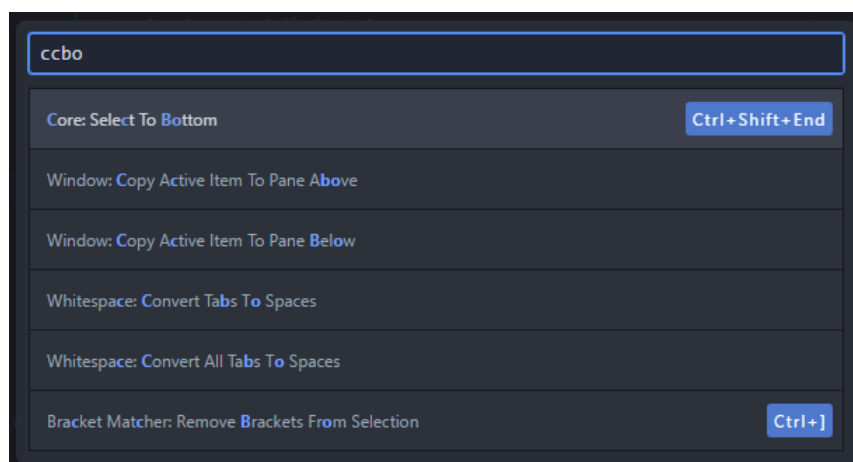 ccbo
Core: Select To Bottom Ctrl+Shift+End
Window: Copy Active Item To Pane Above
Window: Copy Active Item To Pane Below
Whitespace: Convert Tabs To Spaces
Whitespace: Convert All Tabs To Spaces
Bracket Matcher: Remove Brackets From Selection Ctrl+]